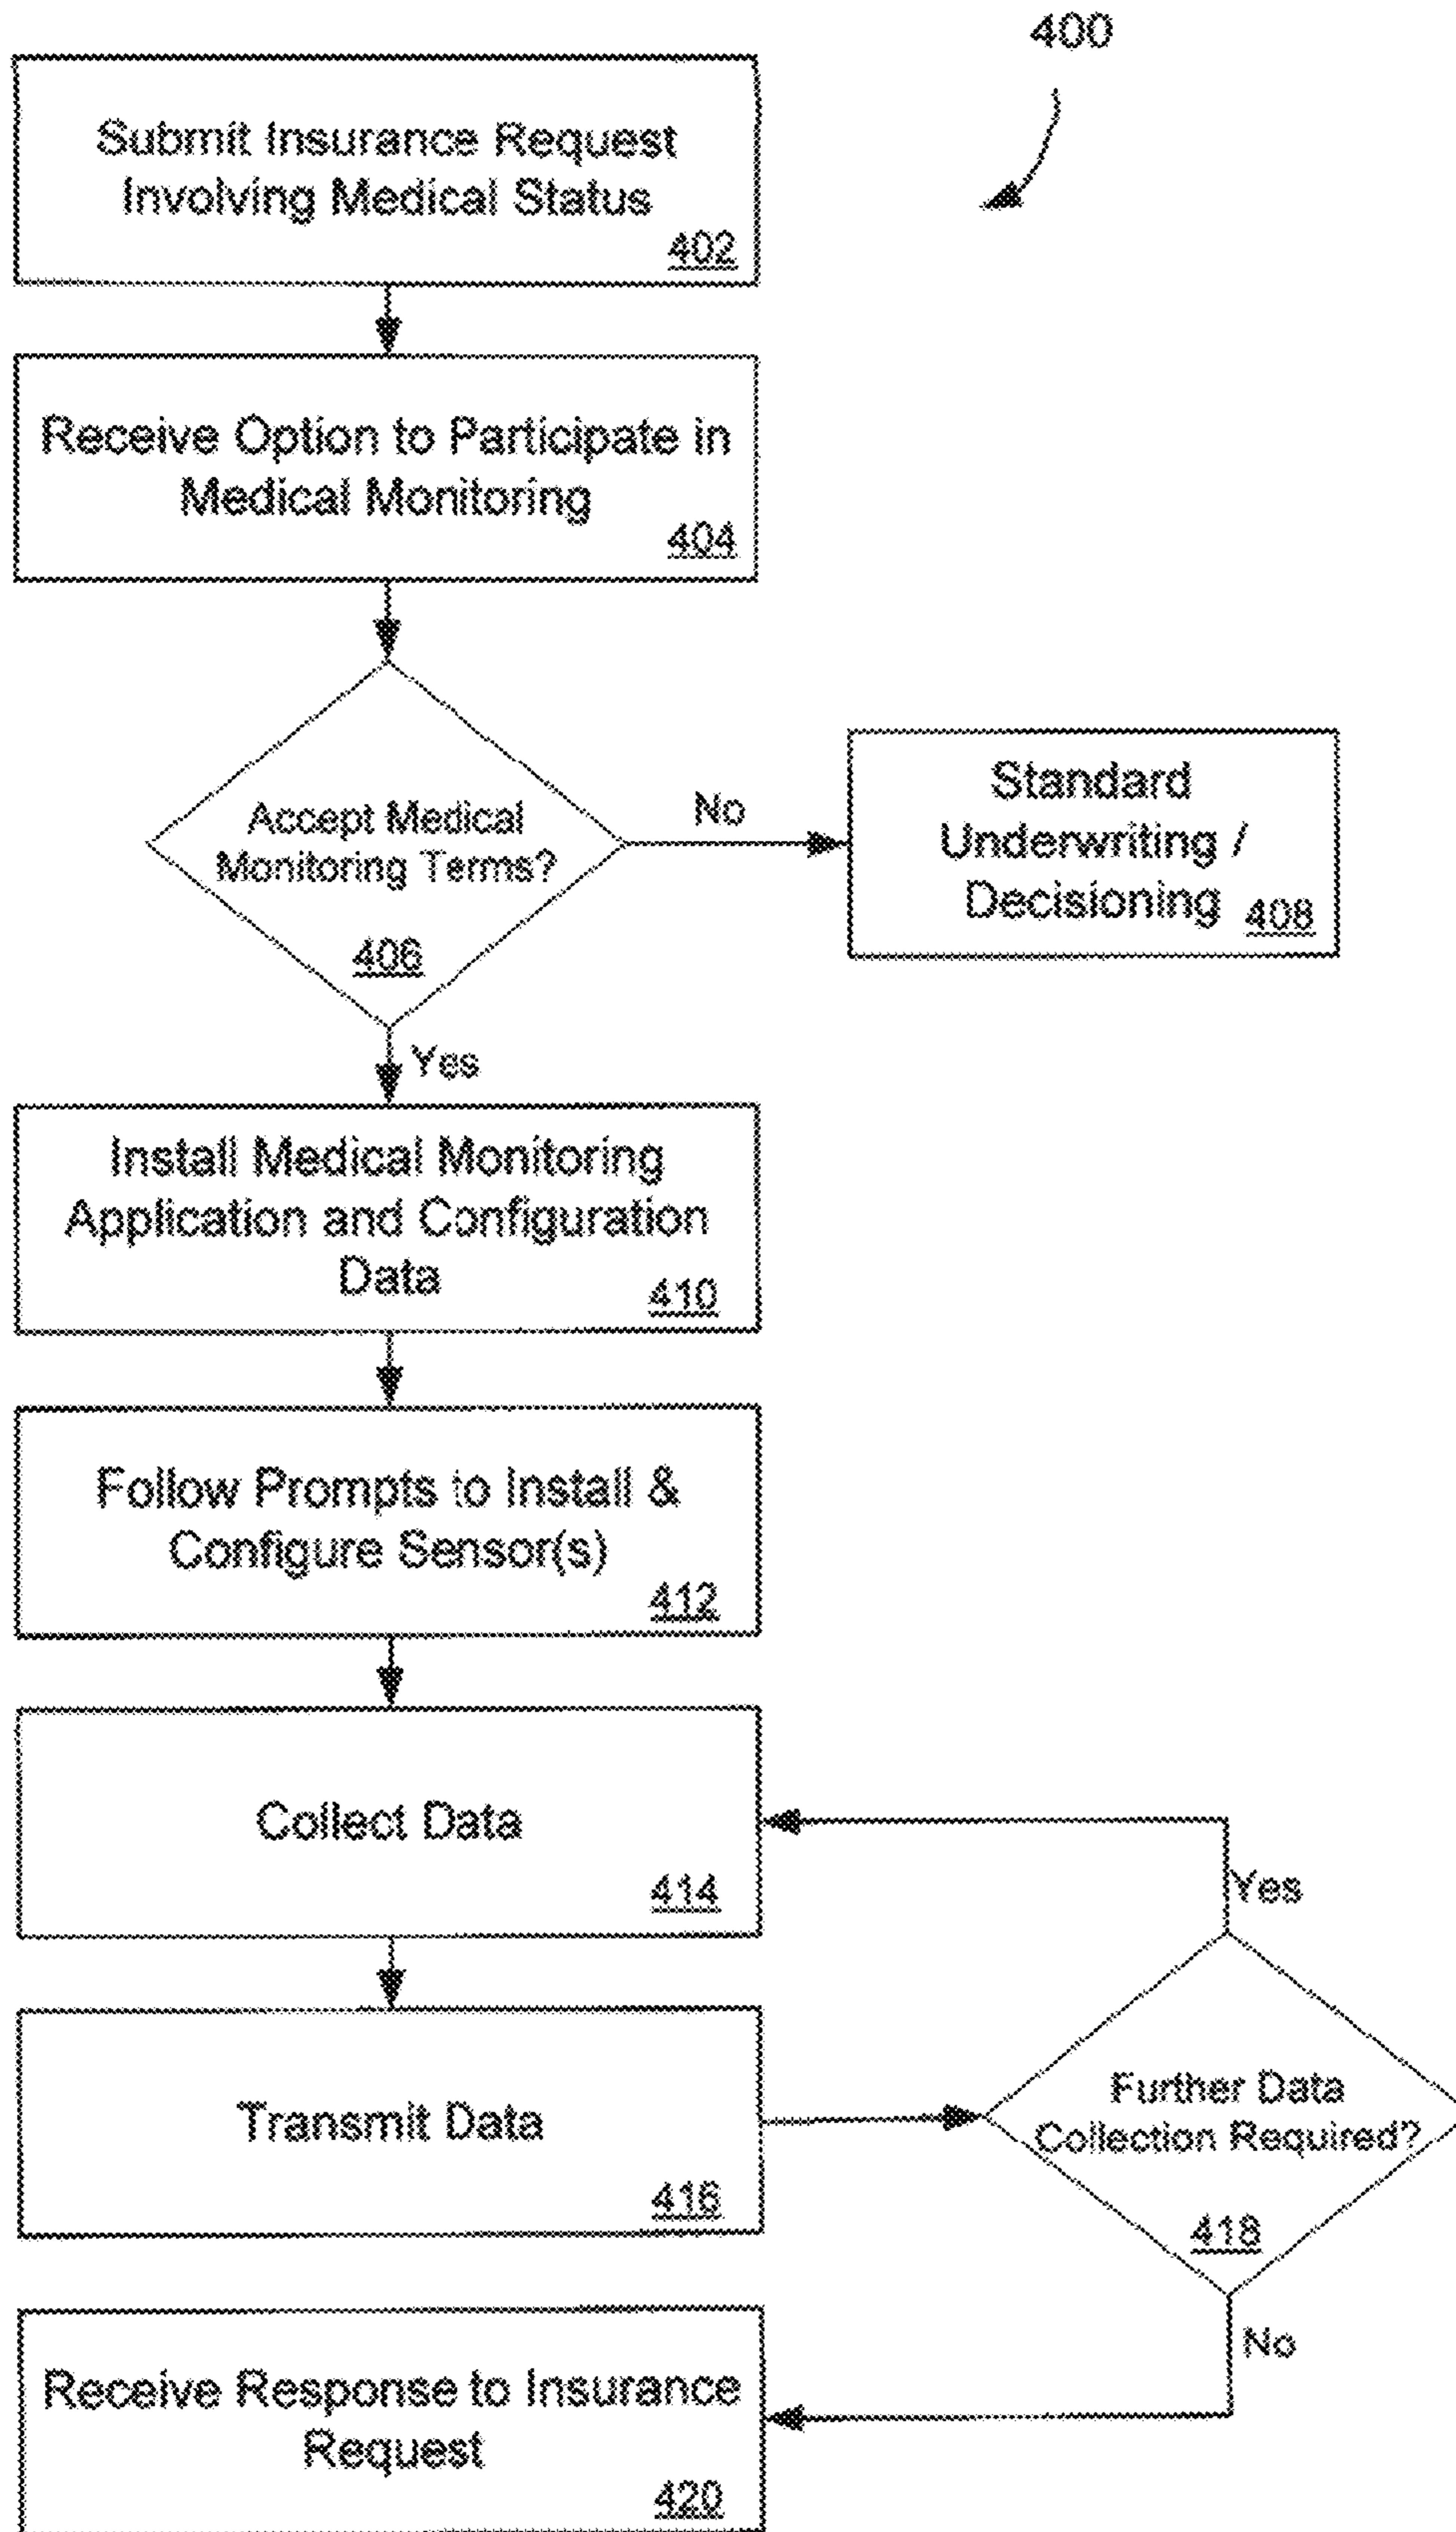 400
Submit Insurance Request
Involving Medical Status
402
Receive Option to Participate in
Medical Monitoring
404
Accept Medical
Monitoring Terms?
406
No
Standard
Underwriting /
Decisioning
408
Yes
Install Medical Monitoring
Application and Configuration
Data
410
Follow Prompts to Install &
Configure Sensor(s)
412
Collect Data
414
Yes
Transmit Data
416
Further Data
Collection Required?
418
No
Receive Response to Insurance
Request
420